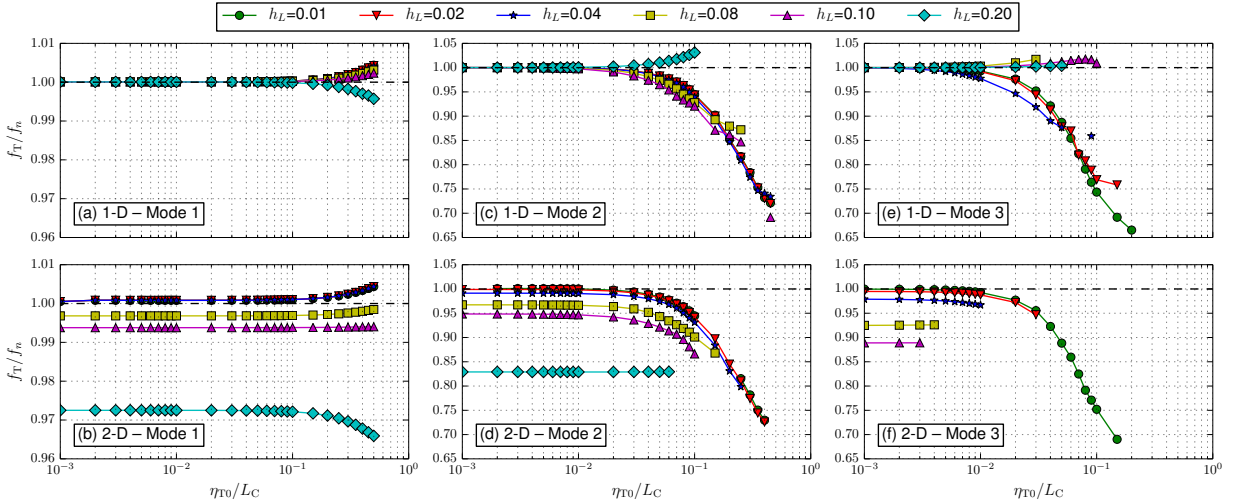 h_L=0.01 h_L=0.02 h_L=0.04 h_L=0.08 h_L=0.10 h_L=0.20
1.01 1.05 1.05
1.00 1.00 1.00
0.99 0.95 0.95
0.90 0.90
0.98 0.85 0.85
0.80 0.80
0.97 0.75 0.75
0.70 0.70
0.96 0.65 0.65
f_T/f_n
(a) 1-D – Mode 1
(c) 1-D – Mode 2
(e) 1-D – Mode 3
1.01 1.05 1.05
1.00 1.00 1.00
0.99 0.95 0.95
0.90 0.90
0.98 0.85 0.85
0.80 0.80
0.97 0.75 0.75
0.70 0.70
0.96 0.65 0.65
f_T/f_n
(b) 2-D – Mode 1
(d) 2-D – Mode 2
(f) 2-D – Mode 3
10⁻³ 10⁻² 10⁻¹ 10⁰ 10⁻³ 10⁻² 10⁻¹ 10⁰ 10⁻³ 10⁻² 10⁻¹ 10⁰
η_T0/L_C η_T0/L_C η_T0/L_C